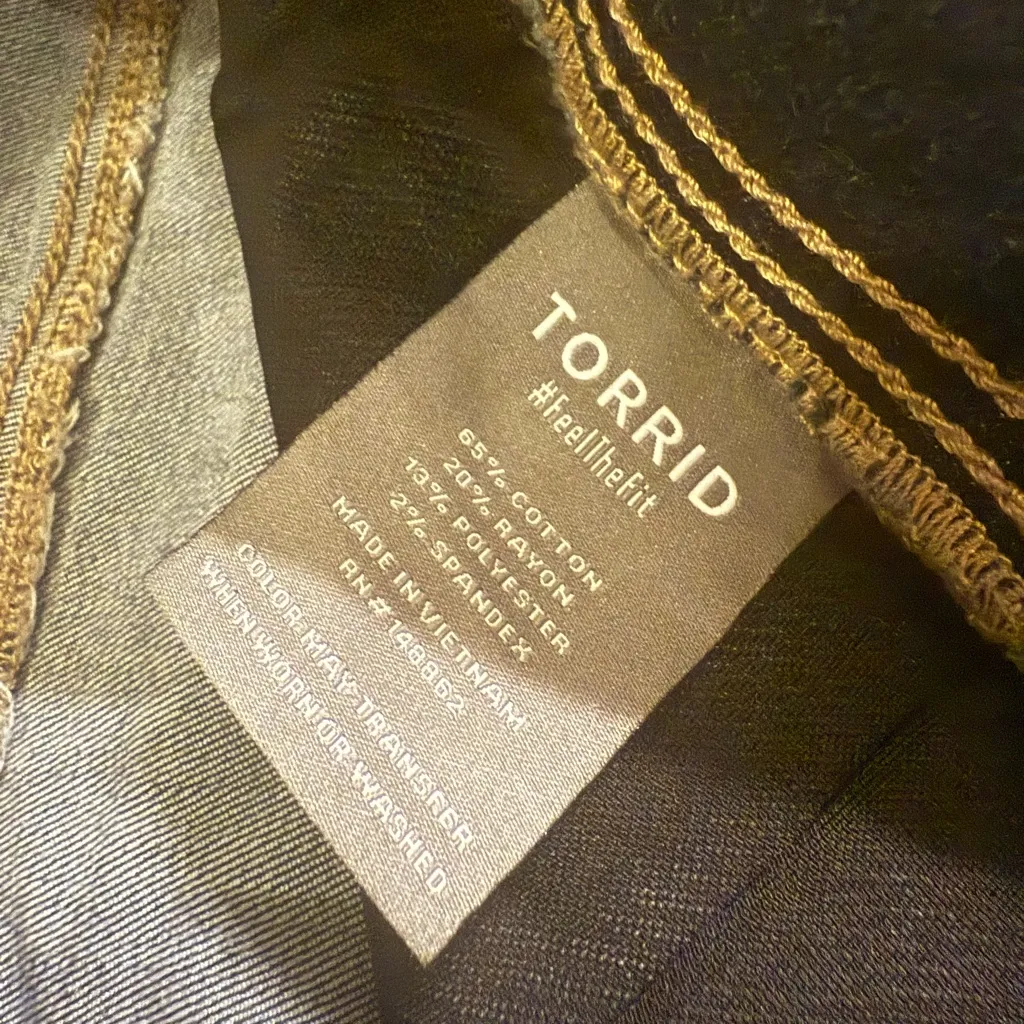 TORRID
#FeelTheFit
65% COTTON
20% RAYON
13% POLYESTER
2% SPANDEX
MADE IN VIETNAM
RN # 148862
COLOR MAY TRANSFER
WHEN WORN OR WASHED